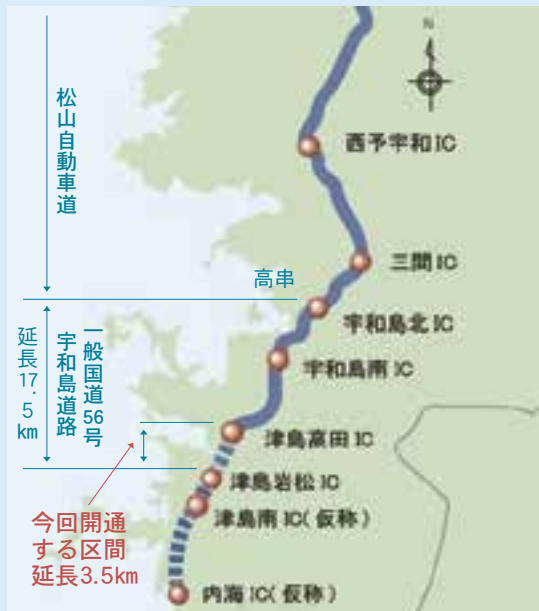 N
松山自動車道
西予宇和IC
三間IC
高串
宇和島北IC
一般国道56号
宇和島道路
延長17.5km
宇和島南IC
津島高田IC
津島岩松IC
津島南IC(仮称)
今回開通
する区間
延長3.5km
内海IC(仮称)